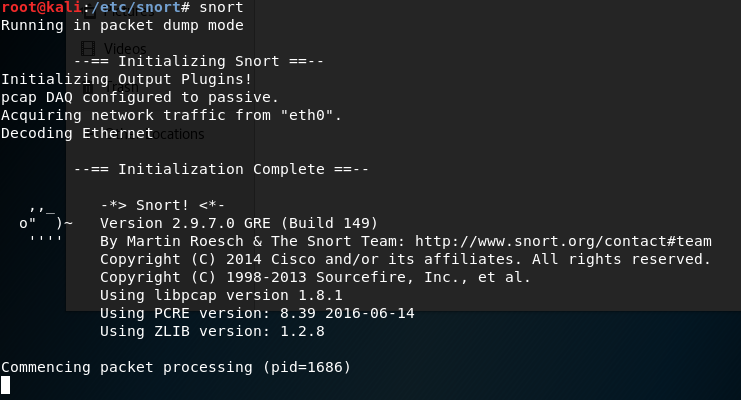 root@kali:/etc/snort# snort
Running in packet dump mode
Pictures
Videos
--== Initializing Snort ==--
Initializing Output Plugins!
Trash
pcap DAQ configured to passive.
Acquiring network traffic from "eth0".
Decoding Ethernet
Locations
--== Initialization Complete ==--
,,_ -*> Snort! <*-
o" )~ Version 2.9.7.0 GRE (Build 149)
'''' By Martin Roesch & The Snort Team: http://www.snort.org/contact#team
Copyright (C) 2014 Cisco and/or its affiliates. All rights reserved.
Copyright (C) 1998-2013 Sourcefire, Inc., et al.
Using libpcap version 1.8.1
Using PCRE version: 8.39 2016-06-14
Using ZLIB version: 1.2.8
Commencing packet processing (pid=1686)